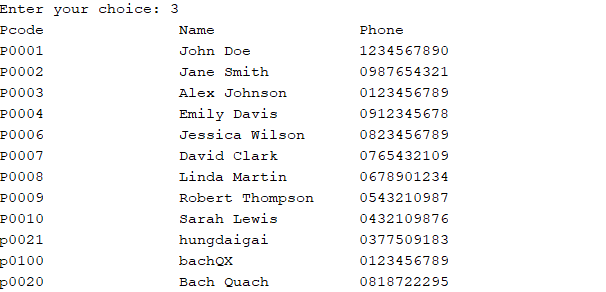 Enter your choice: 3
Pcode Name Phone
P0001 John Doe 1234567890
P0002 Jane Smith 0987654321
P0003 Alex Johnson 0123456789
P0004 Emily Davis 0912345678
P0006 Jessica Wilson 0823456789
P0007 David Clark 0765432109
P0008 Linda Martin 0678901234
P0009 Robert Thompson 0543210987
P0010 Sarah Lewis 0432109876
p0021 hungdaigai 0377509183
p0100 bachQX 0123456789
p0020 Bach Quach 0818722295